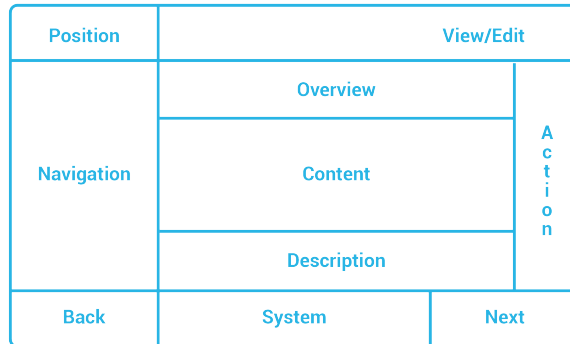 Position
View/Edit
Overview
Navigation
Content
Action
Description
Back
System
Next